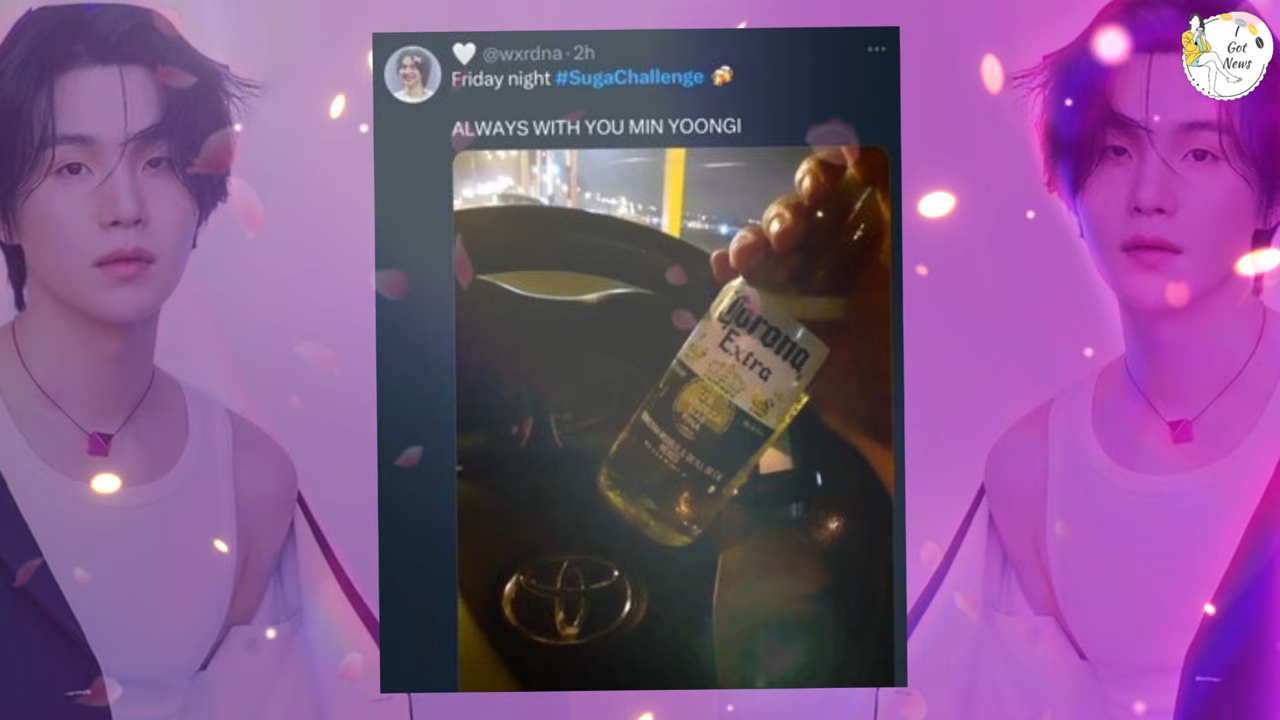 🤍 @wxrdna · 2h
Friday night #SugaChallenge 🍻
ALWAYS WITH YOU MIN YOONGI
Corona
Extra
I
Got
News